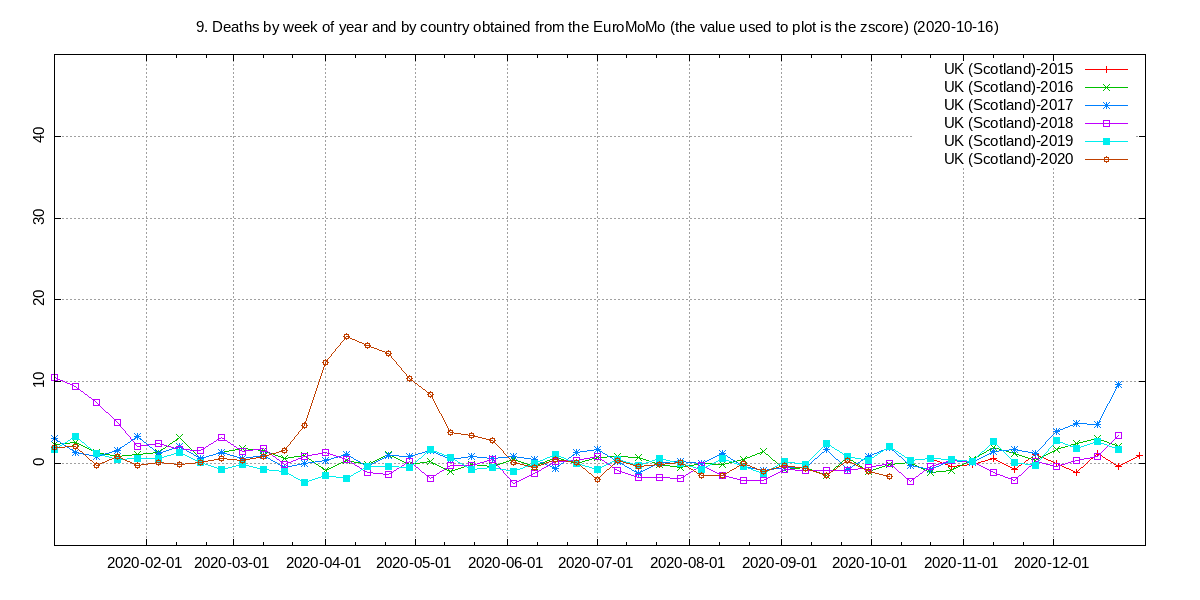 9. Deaths by week of year and by country obtained from the EuroMoMo (the value used to plot is the zscore) (2020-10-16)
UK (Scotland)-2015
UK (Scotland)-2016
UK (Scotland)-2017
UK (Scotland)-2018
UK (Scotland)-2019
UK (Scotland)-2020
40
30
20
10
0
2020-02-01 2020-03-01 2020-04-01 2020-05-01 2020-06-01 2020-07-01 2020-08-01 2020-09-01 2020-10-01 2020-11-01 2020-12-01